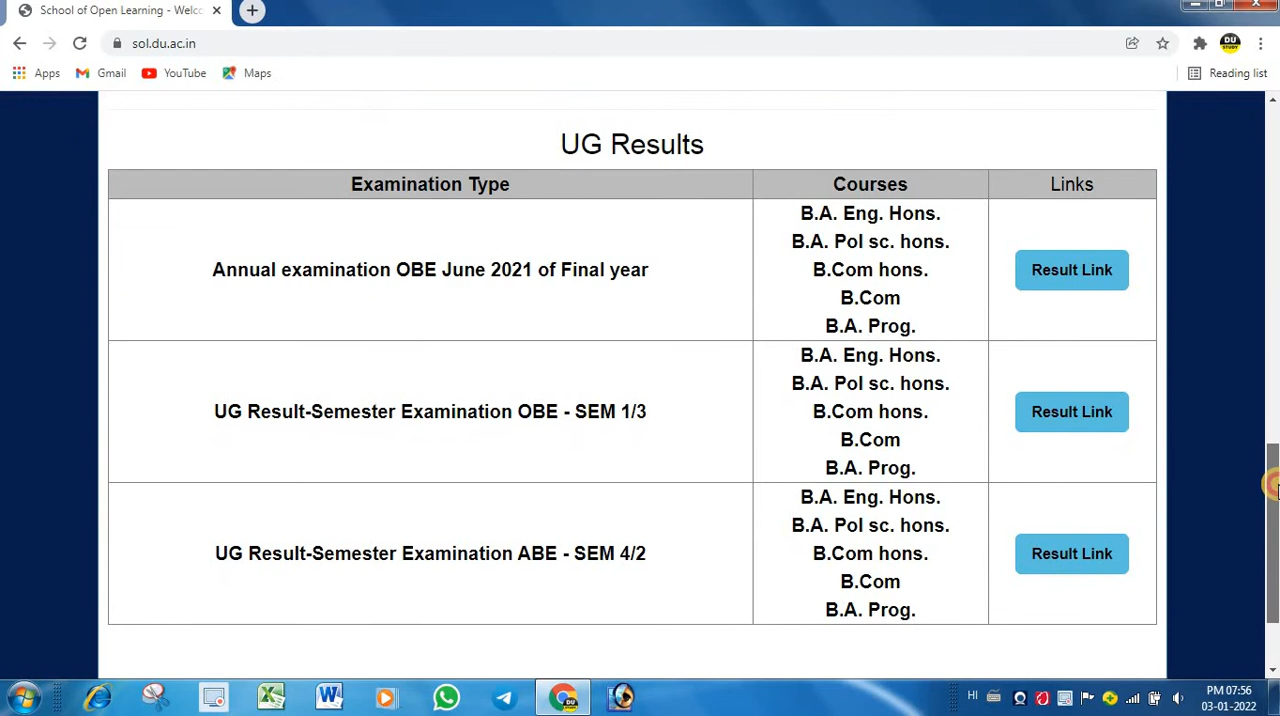 School of Open Learning - Welc
sol.du.ac.in
DU
STUDY
Apps
Gmail
YouTube
Maps
Reading list
UG Results
Examination Type
Courses
Links
Annual examination OBE June 2021 of Final year
B.A. Eng. Hons.
B.A. Pol sc. hons.
B.Com hons.
B.Com
B.A. Prog.
Result Link
UG Result-Semester Examination OBE - SEM 1/3
B.A. Eng. Hons.
B.A. Pol sc. hons.
B.Com hons.
B.Com
B.A. Prog.
Result Link
UG Result-Semester Examination ABE - SEM 4/2
B.A. Eng. Hons.
B.A. Pol sc. hons.
B.Com hons.
B.Com
B.A. Prog.
Result Link
HI
PM 07:56
03-01-2022